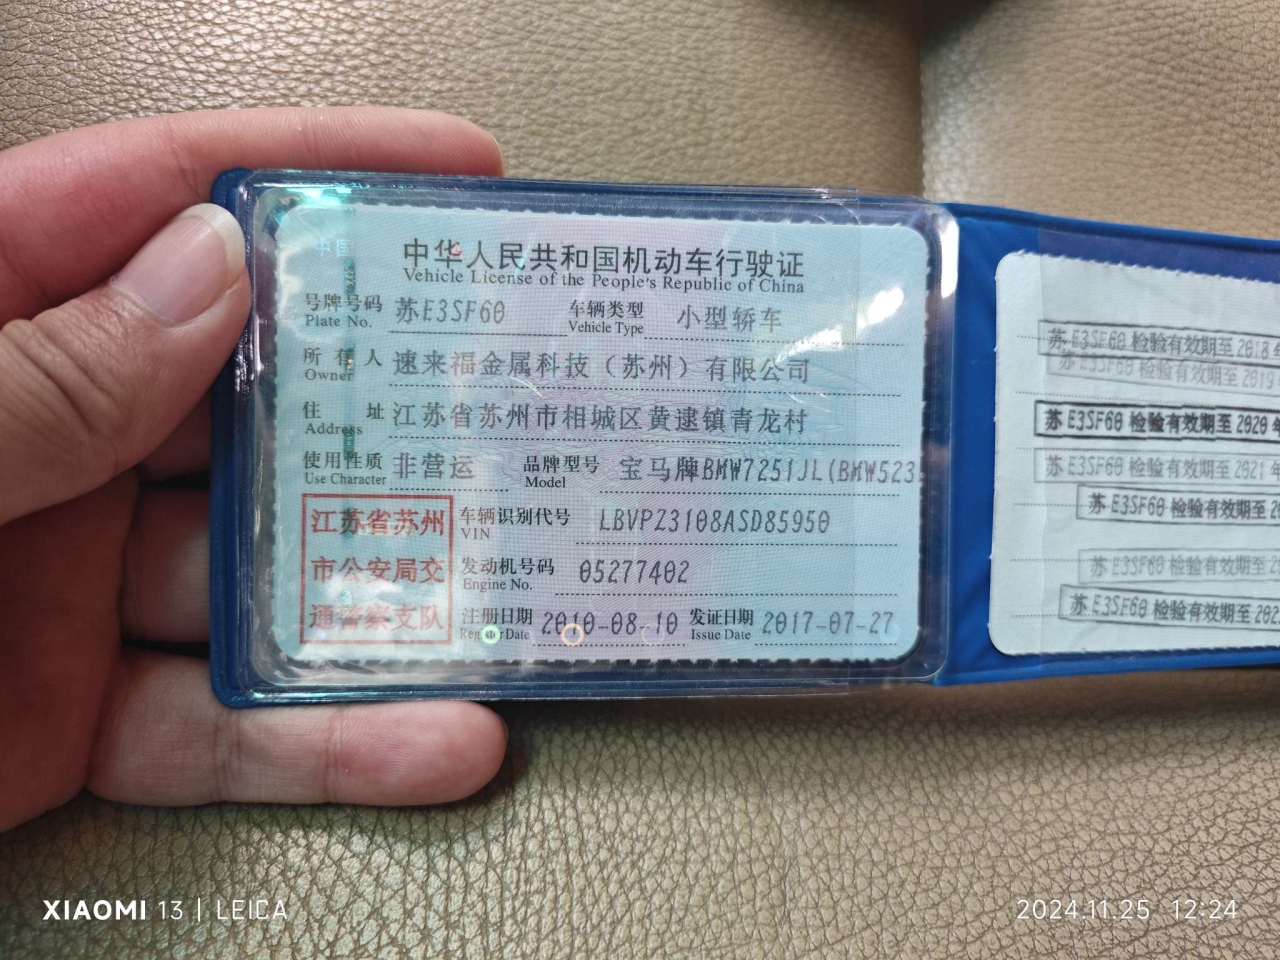 中华人民共和国机动车行驶证
Vehicle License of the People's Republic of China
号牌号码 苏E3SF60 车辆类型 小型轿车
Plate No. Vehicle Type
所有人 速来福金属科技（苏州）有限公司
Owner
住址 江苏省苏州市相城区黄逮镇青龙村
Address
使用性质 非营运 品牌型号 宝马牌BMW7251JL(BMW523
Use Character Model
江苏省苏州
市公安局交
通警察支队
车辆识别代号 LBVPZ3108ASD85950
VIN
发动机号码 05277402
Engine No.
注册日期 2010-08-10 发证日期 2017-07-27
Date Issue Date
苏E3SF60 检验有效期至 2018
苏E3SF60 检验有效期至 2019
苏E3SF60 检验有效期至 2020年
苏E3SF60 检验有效期至 2021年
苏E3SF60 检验有效期至
苏E3SF60 检验有效期至
苏E3SF60 检验有效期至 202
XIAOMI 13 | LEICA
2024.11.25 12:24